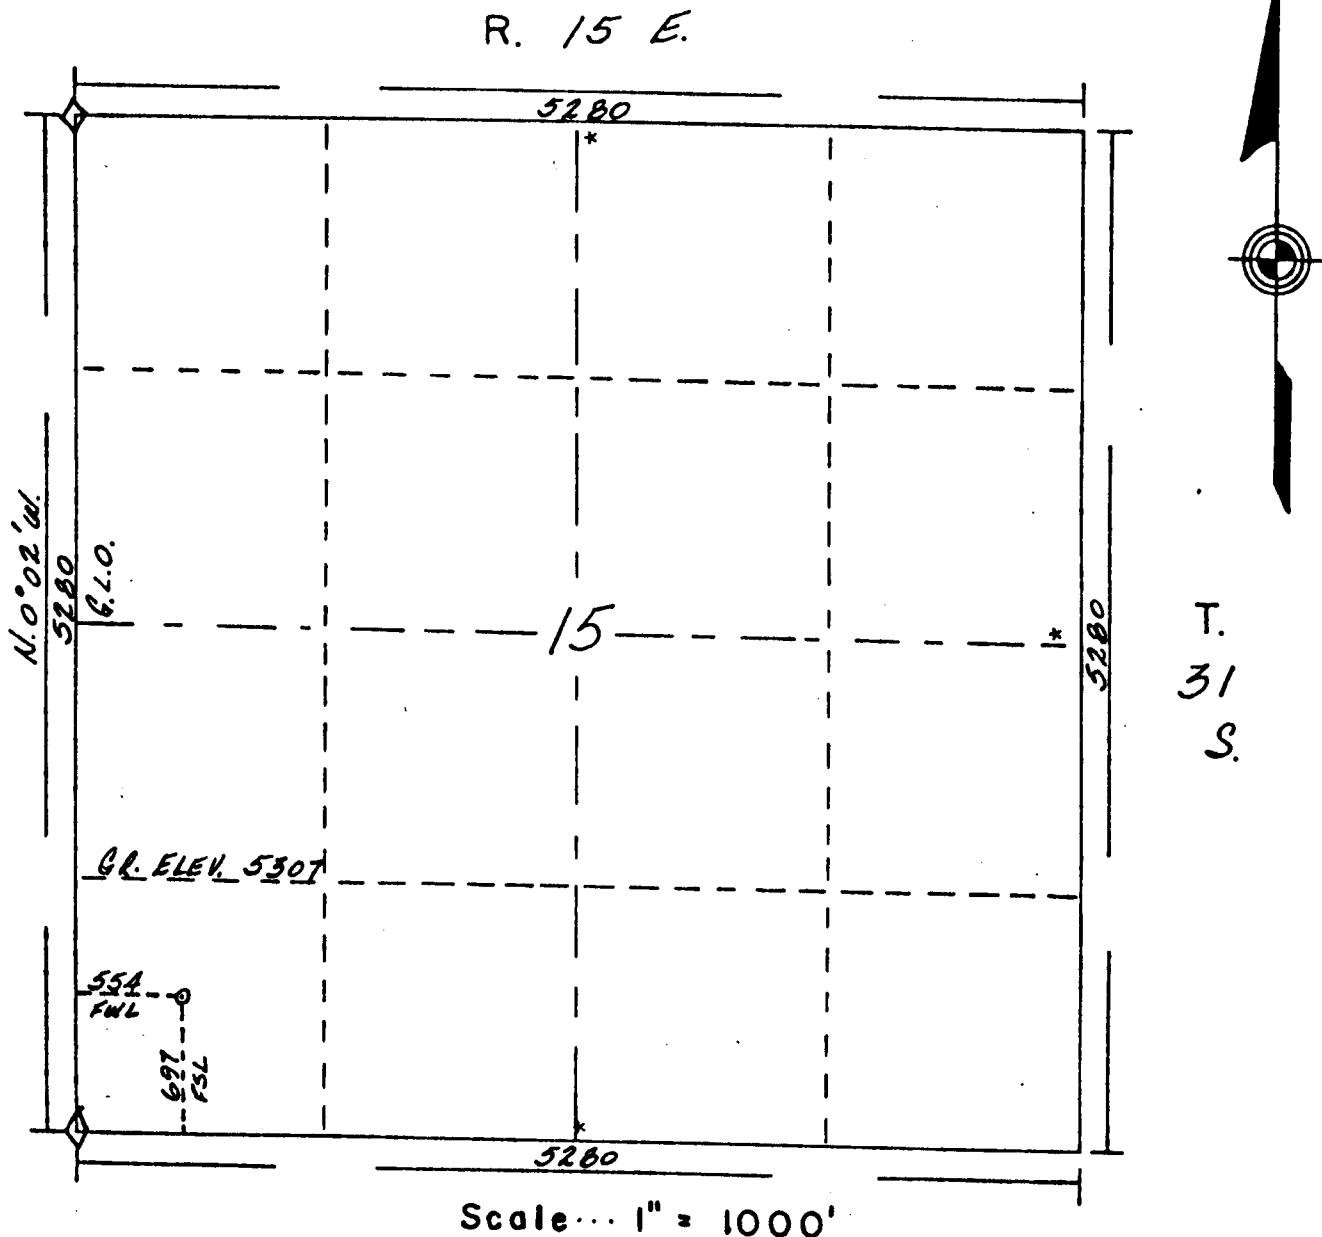 R. 15 E.
5280
*
N. 0°02' W.
5280
G.L.O.
15
*
5280
T.
31
S.
GR. ELEV. 5307
554
FWL
697
FSL
*
5280
Scale... 1" = 1000'